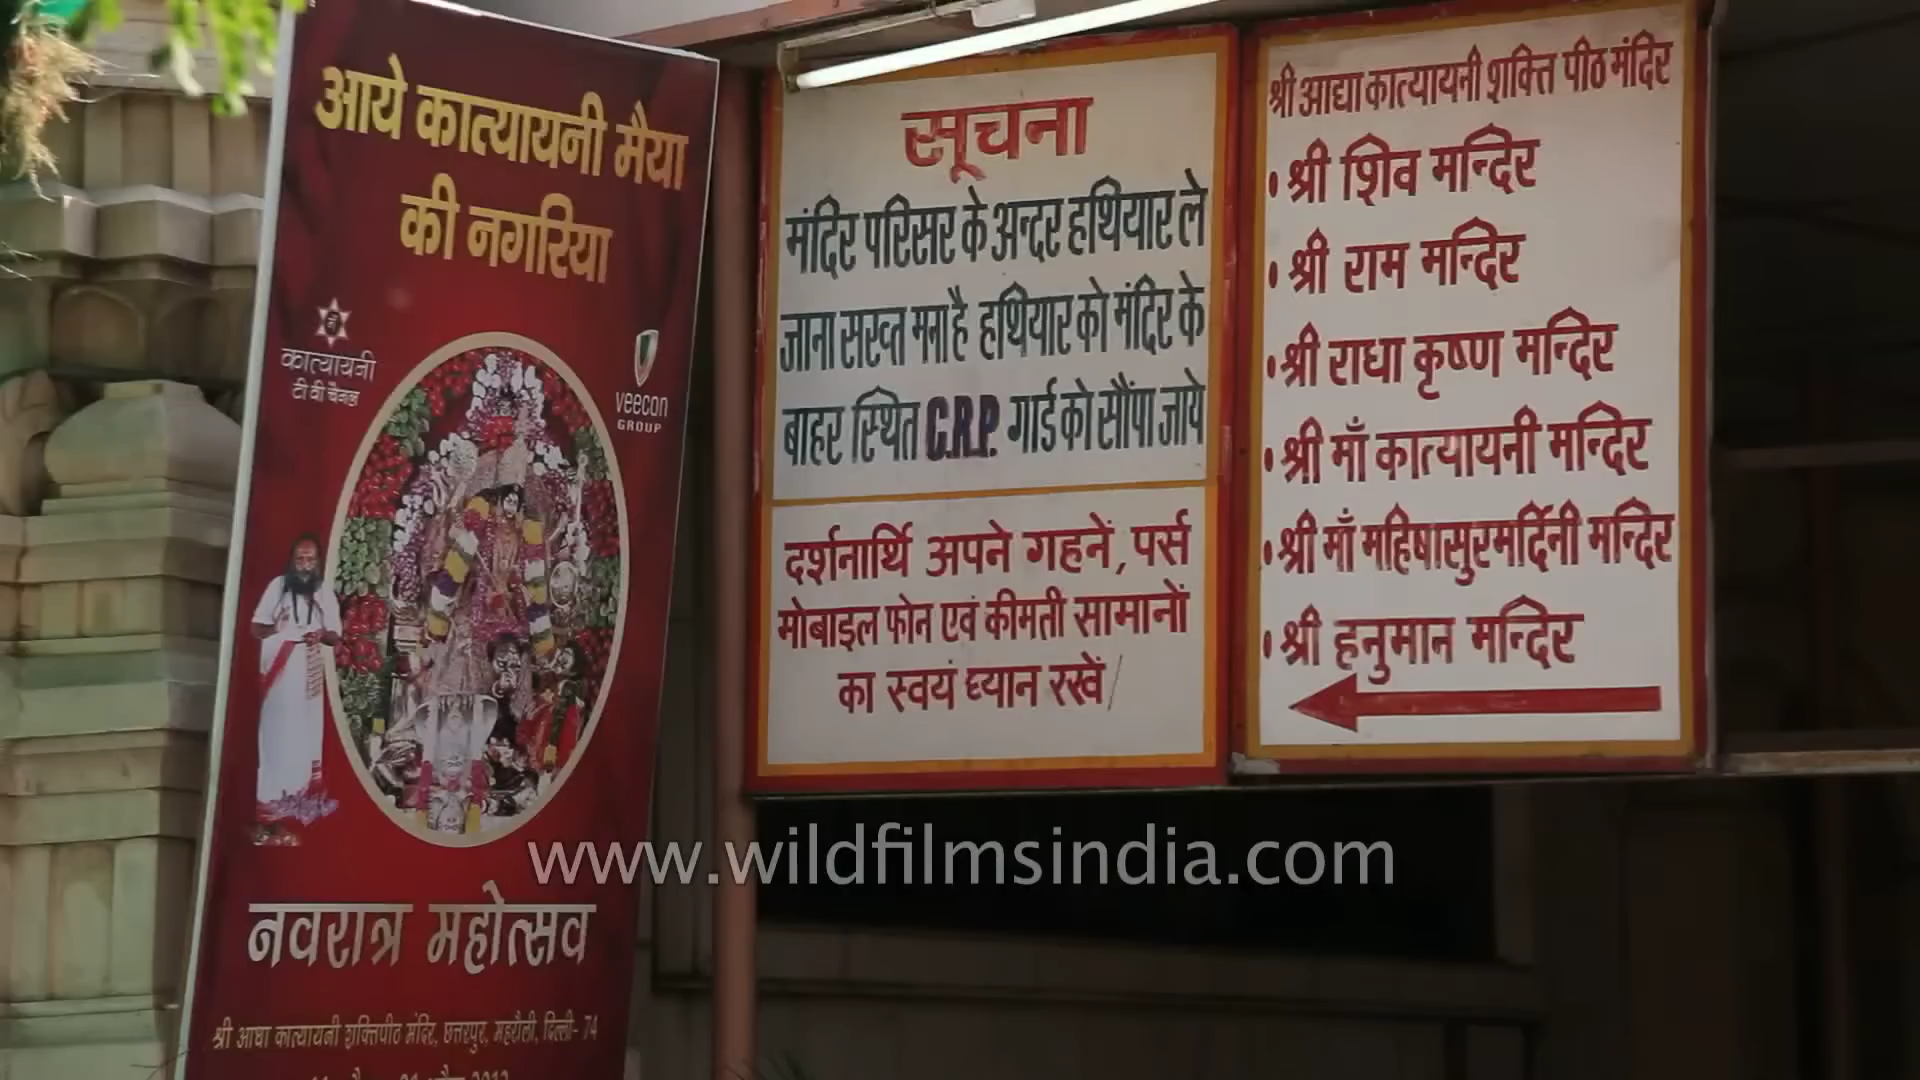 आये कात्यायनी मैया
की नगरिया
कात्यायनी
टी वी चैनल
veecon
GROUP
नवरात्र महोत्सव
श्री आद्या कात्यायनी शक्तिपीठ मंदिर, छत्तरपुर, महरौली, दिल्ली- 74
सूचना
मंदिर परिसर के अन्दर हथियार ले
जाना सख्त मना है हथियार को मंदिर के
बाहर स्थित C.R.P. गार्ड को सौंपा जाये
दर्शनार्थि अपने गहनें, पर्स
मोबाइल फोन एवं कीमती सामानों
का स्वयं ध्यान रखें
श्री आद्या कात्यायनी शक्ति पीठ मंदिर
• श्री शिव मन्दिर
• श्री राम मन्दिर
• श्री राधा कृष्ण मन्दिर
• श्री माँ कात्यायनी मन्दिर
• श्री माँ महिषासुरमर्दिनी मन्दिर
• श्री हनुमान मन्दिर
www.wildfilmsindia.com